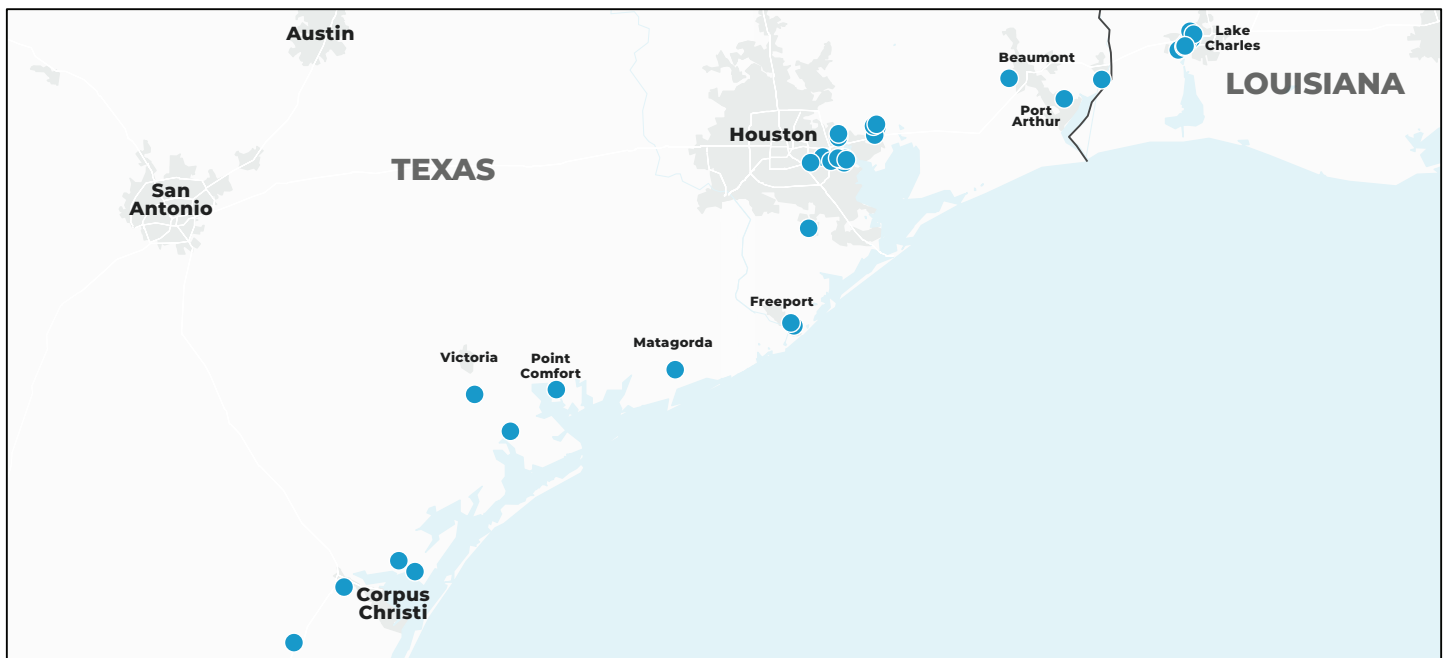 Austin
Lake
Charles
Beaumont
LOUISIANA
Port
Arthur
Houston
TEXAS
San
Antonio
Freeport
Matagorda
Victoria
Point
Comfort
Corpus
Christi